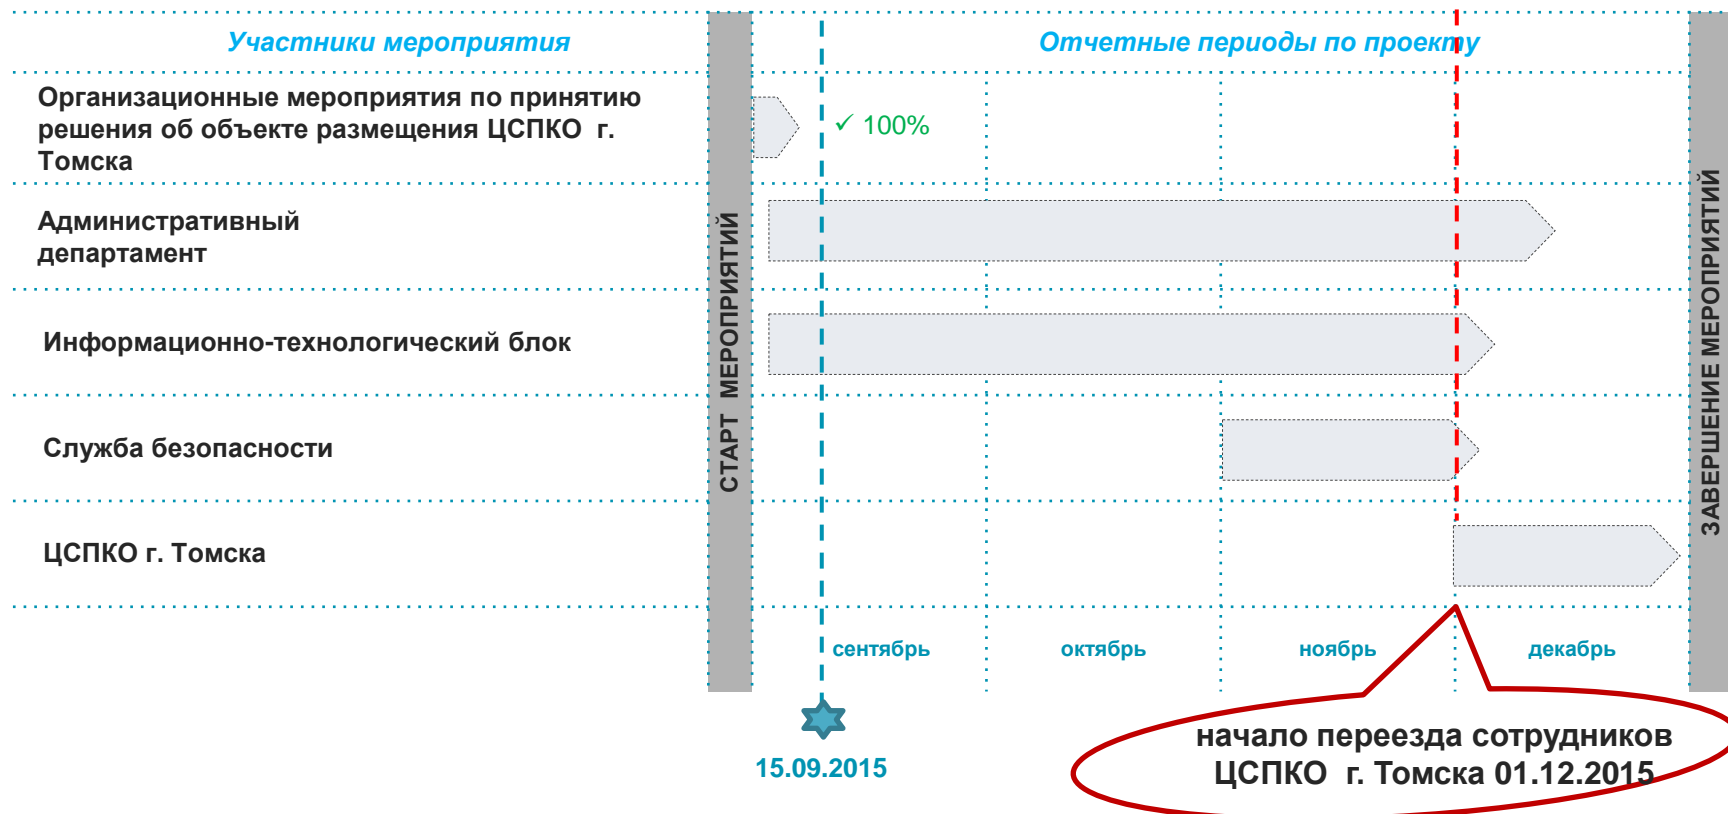 Участники мероприятия
Отчетные периоды по проекту
СТАРТ МЕРОПРИЯТИЙ
ЗАВЕРШЕНИЕ МЕРОПРИЯТИЙ
Организационные мероприятия по принятию
решения об объекте размещения ЦСПКО г.
Томска
✓ 100%
Административный
департамент
Информационно-технологический блок
Служба безопасности
ЦСПКО г. Томска
сентябрь
октябрь
ноябрь
декабрь
15.09.2015
начало переезда сотрудников
ЦСПКО г. Томска 01.12.2015